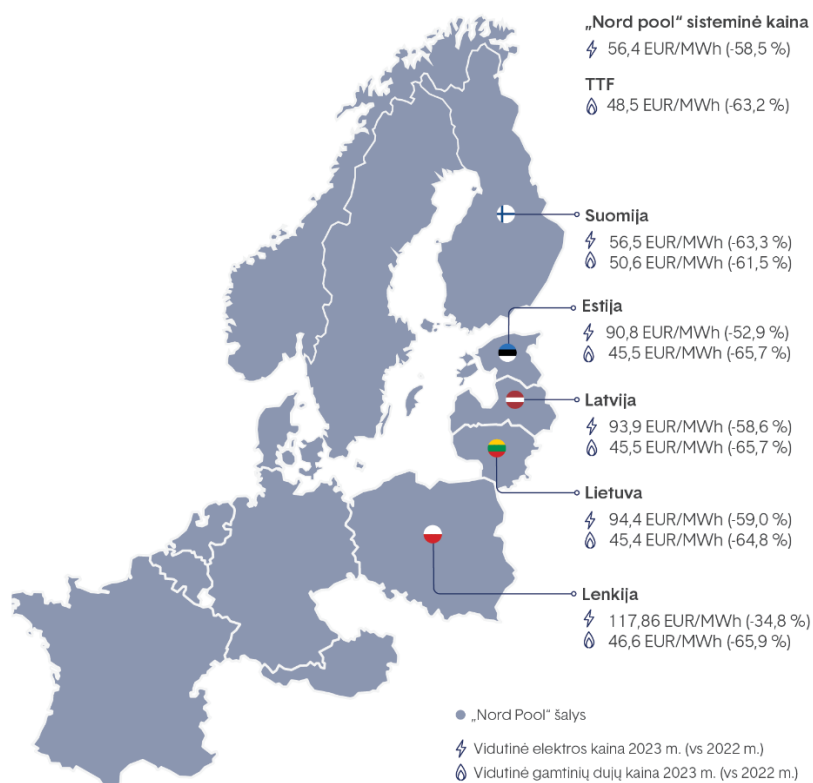 „Nord pool“ sisteminė kaina
56,4 EUR/MWh (-58,5 %)
TTF
48,5 EUR/MWh (-63,2 %)
Suomija
56,5 EUR/MWh (-63,3 %)
50,6 EUR/MWh (-61,5 %)
Estija
90,8 EUR/MWh (-52,9 %)
45,5 EUR/MWh (-65,7 %)
Latvija
93,9 EUR/MWh (-58,6 %)
45,5 EUR/MWh (-65,7 %)
Lietuva
94,4 EUR/MWh (-59,0 %)
45,4 EUR/MWh (-64,8 %)
Lenkija
117,86 EUR/MWh (-34,8 %)
46,6 EUR/MWh (-65,9 %)
„Nord Pool“ šalys
Vidutinė elektros kaina 2023 m. (vs 2022 m.)
Vidutinė gamtinių dujų kaina 2023 m. (vs 2022 m.)